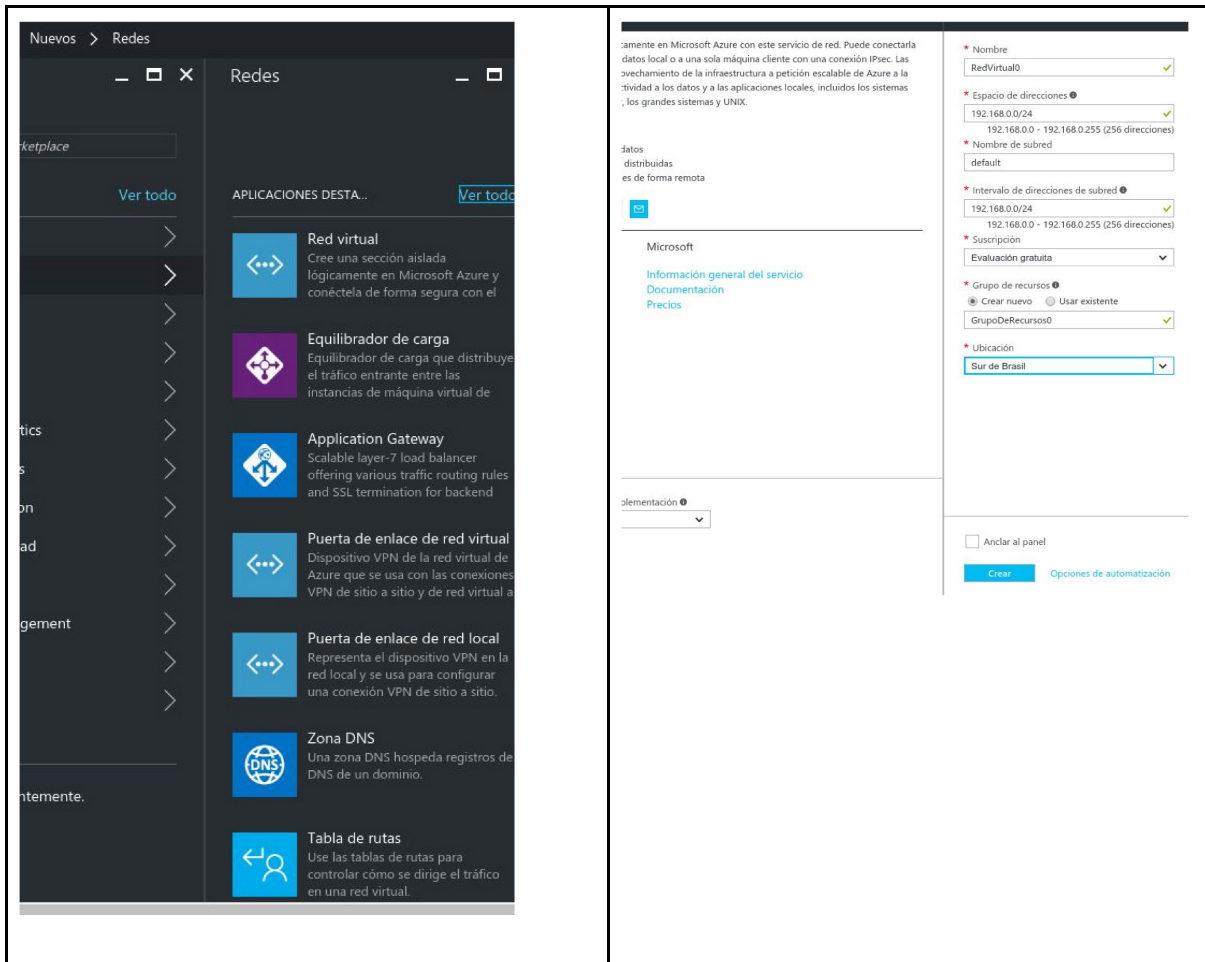 Nuevos > Redes
Redes
rketplace
Ver todo
APLICACIONES DESTA...
Ver todo
Red virtual
Cree una sección aislada
lógicamente en Microsoft Azure y
conéctela de forma segura con el
Equilibrador de carga
Equilibrador de carga que distribuye
el tráfico entrante entre las
instancias de máquina virtual de
tics
Application Gateway
Scalable layer-7 load balancer
offering various traffic routing rules
and SSL termination for backend
s
on
ad
Puerta de enlace de red virtual
Dispositivo VPN de la red virtual de
Azure que se usa con las conexiones
VPN de sitio a sitio y de red virtual a
gement
Puerta de enlace de red local
Representa el dispositivo VPN en la
red local y se usa para configurar
una conexión VPN de sitio a sitio.
Zona DNS
Una zona DNS hospeda registros de
DNS de un dominio.
ntemente.
Tabla de rutas
Use las tablas de rutas para
controlar cómo se dirige el tráfico
en una red virtual.
camente en Microsoft Azure con este servicio de red. Puede conectarla
datos local o a una sola máquina cliente con una conexión IPsec. Las
ovechamiento de la infraestructura a petición escalable de Azure a la
ctividad a los datos y a las aplicaciones locales, incluidos los sistemas
, los grandes sistemas y UNIX.
datos
distribuidas
es de forma remota
Microsoft
Información general del servicio
Documentación
Precios
plementación
* Nombre
RedVirtual0
* Espacio de direcciones
192.168.0.0/24
192.168.0.0 - 192.168.0.255 (256 direcciones)
* Nombre de subred
default
* Intervalo de direcciones de subred
192.168.0.0/24
192.168.0.0 - 192.168.0.255 (256 direcciones)
* Suscripción
Evaluación gratuita
* Grupo de recursos
Crear nuevo Usar existente
GrupoDeRecursos0
* Ubicación
Sur de Brasil
Anclar al panel
Crear Opciones de automatización